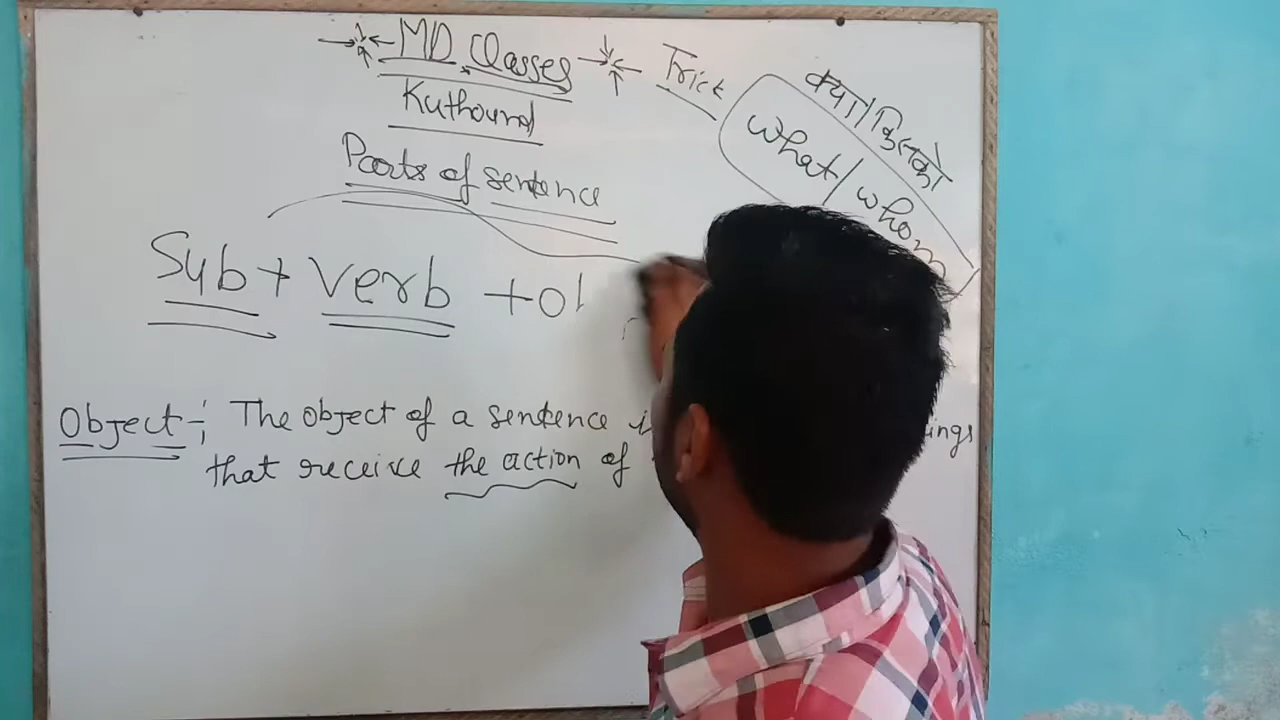 MD Classes
Kuthound
Trick
क्या/किसको
what/whom
Parts of sentence
Sub + verb + ob
Object -; The object of a sentence
that receive the action of